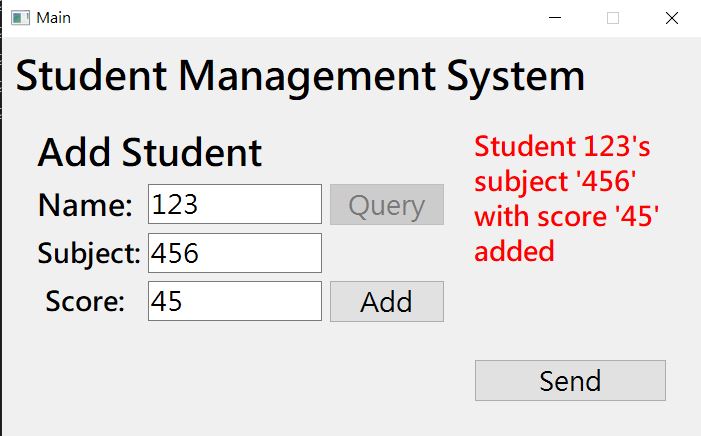 Main
Student Management System
Add Student
Name: 123 Query
Subject: 456
Score: 45 Add
Student 123's
subject '456'
with score '45'
added
Send